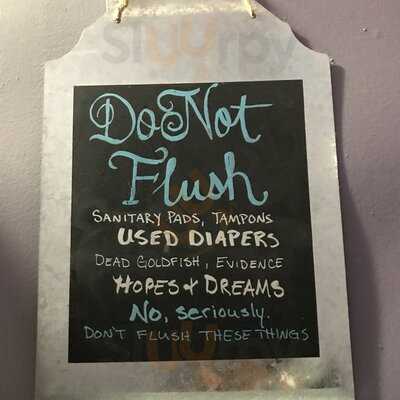 Sluurpy
Do Not
Flush
SANITARY PADS, TAMPONS
USED DIAPERS
DEAD GOLDFISH, EVIDENCE
HOPES + DREAMS
No, seriously.
DON'T FLUSH THESE THINGS